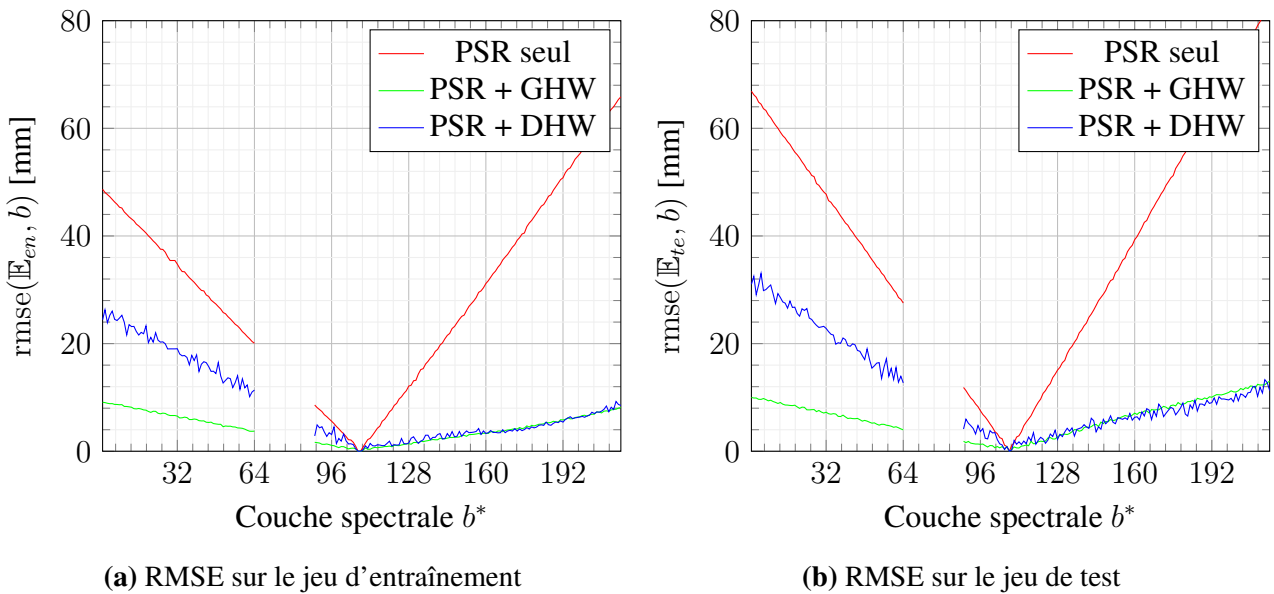 80
60
40
20
0
32
64
96
128
160
192
rmse(𝔼en, b) [mm]
Couche spectrale b*
PSR seul
PSR + GHW
PSR + DHW
(a) RMSE sur le jeu d'entraînement
80
60
40
20
0
32
64
96
128
160
192
rmse(𝔼te, b) [mm]
Couche spectrale b*
PSR seul
PSR + GHW
PSR + DHW
(b) RMSE sur le jeu de test